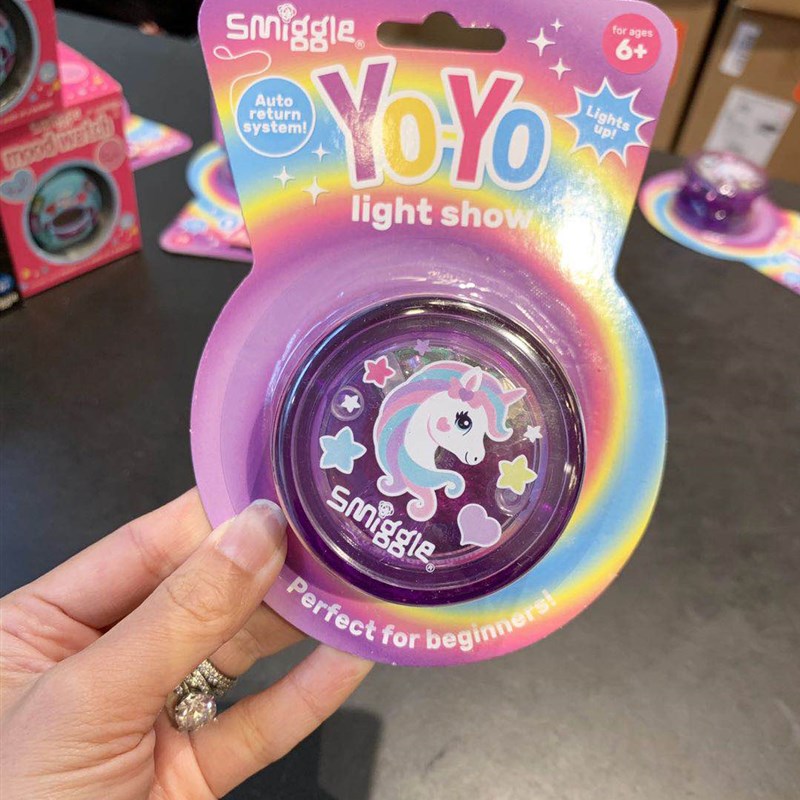 smiggle®
for ages
6+
Auto
return
system!
Yo-Yo
Lights
up!
light show
smiggle®
Perfect for beginners!
mood watch